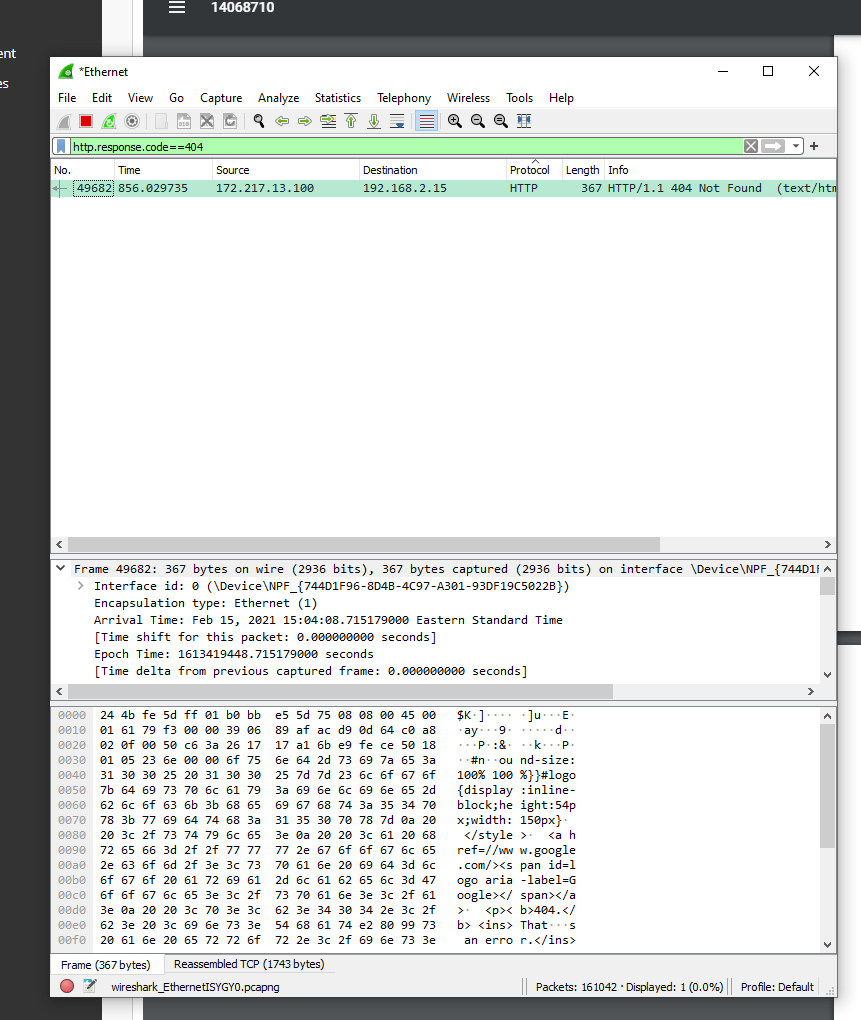 14068710
ent
es
*Ethernet
File Edit View Go Capture Analyze Statistics Telephony Wireless Tools Help
http.response.code==404
No. Time Source Destination Protocol Length Info
49682 856.029735 172.217.13.100 192.168.2.15 HTTP 367 HTTP/1.1 404 Not Found (text/htm
Frame 49682: 367 bytes on wire (2936 bits), 367 bytes captured (2936 bits) on interface \Device\NPF_{744D1F
Interface id: 0 (\Device\NPF_{744D1F96-8D4B-4C97-A301-93DF19C5022B})
Encapsulation type: Ethernet (1)
Arrival Time: Feb 15, 2021 15:04:08.715179000 Eastern Standard Time
[Time shift for this packet: 0.000000000 seconds]
Epoch Time: 1613419448.715179000 seconds
[Time delta from previous captured frame: 0.000000000 seconds]
0000 24 4b fe 5d ff 01 b0 bb e5 5d 75 08 08 00 45 00 $K·]···· ·]u···E·
0010 01 61 79 f3 00 00 39 06 89 af ac d9 0d 64 c0 a8 ·ay···9· ·····d··
0020 02 0f 00 50 c6 3a 26 17 17 a1 6b e9 fe ce 50 18 ···P·:&· ··k···P·
0030 01 05 23 6e 00 00 6f 75 6e 64 2d 73 69 7a 65 3a ··#n··ou nd-size:
0040 31 30 30 25 20 31 30 30 25 7d 7d 23 6c 6f 67 6f 100% 100 %}}#logo
0050 7b 64 69 73 70 6c 61 79 3a 69 6e 6c 69 6e 65 2d {display :inline-
0060 62 6c 6f 63 6b 3b 68 65 69 67 68 74 3a 35 34 70 block;he ight:54p
0070 78 3b 77 69 64 74 68 3a 31 35 30 70 78 7d 0a 20 x;width: 150px}·
0080 20 3c 2f 73 74 79 6c 65 3e 0a 20 20 3c 61 20 68 </style >· <a h
0090 72 65 66 3d 2f 2f 77 77 77 2e 67 6f 6f 67 6c 65 ref=//ww w.google
00a0 2e 63 6f 6d 2f 3e 3c 73 70 61 6e 20 69 64 3d 6c .com/><s pan id=l
00b0 6f 67 6f 20 61 72 69 61 2d 6c 61 62 65 6c 3d 47 ogo aria -label=G
00c0 6f 6f 67 6c 65 3e 3c 2f 73 70 61 6e 3e 3c 2f 61 oogle></ span></a
00d0 3e 0a 20 20 3c 70 3e 3c 62 3e 34 30 34 2e 3c 2f >· <p>< b>404.</
00e0 62 3e 20 3c 69 6e 73 3e 54 68 61 74 e2 80 99 73 b> <ins> That···s
00f0 20 61 6e 20 65 72 72 6f 72 2e 3c 2f 69 6e 73 3e an erro r.</ins>
Frame (367 bytes) Reassembled TCP (1743 bytes)
wireshark_EthernetISYGY0.pcapng Packets: 161042 · Displayed: 1 (0.0%) Profile: Default